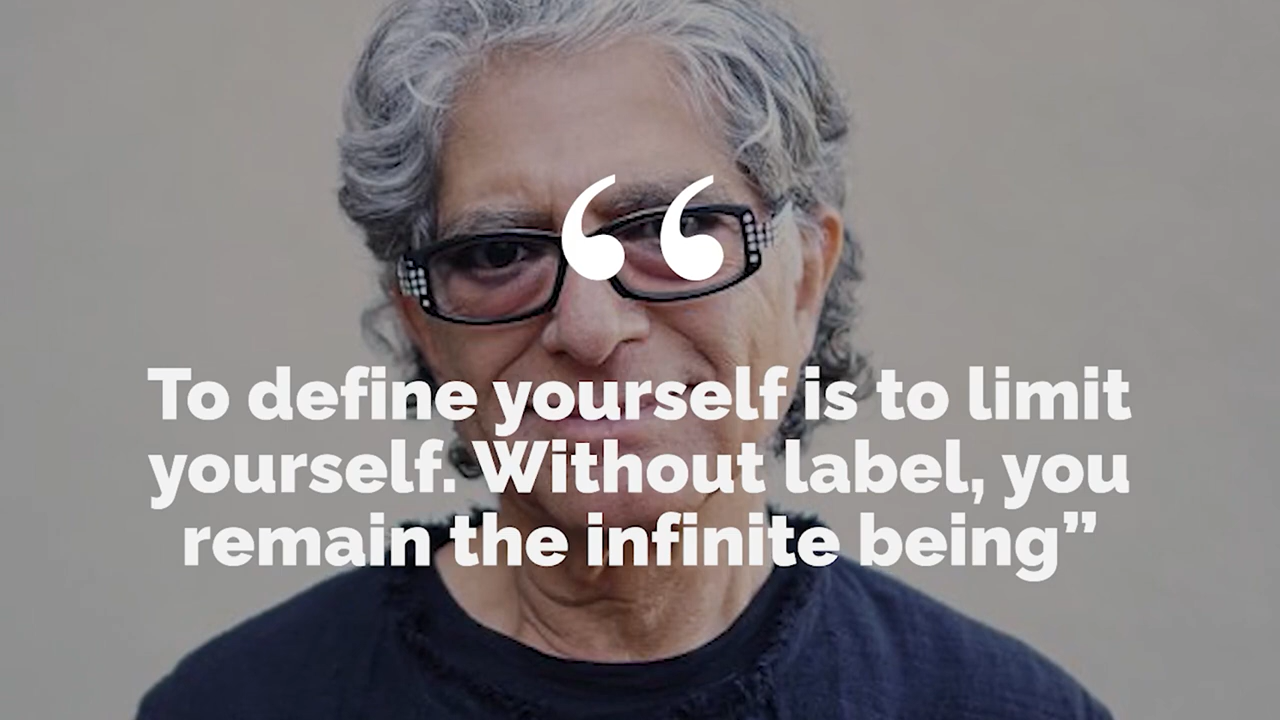 “
To define yourself is to limit
yourself. Without label, you
remain the infinite being”